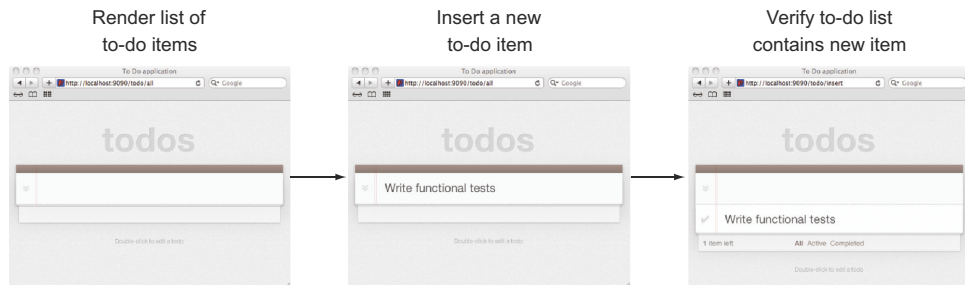 Render list of
to-do items
Insert a new
to-do item
Verify to-do list
contains new item
To Do application
http://localhost:9090/todo/all
Google
todos
Double-click to edit a todo
To Do application
http://localhost:9090/todo/all
Google
todos
Write functional tests
Double-click to edit a todo
To Do application
http://localhost:9090/todo/insert
Google
todos
Write functional tests
1 item left All Active Completed
Double-click to edit a todo